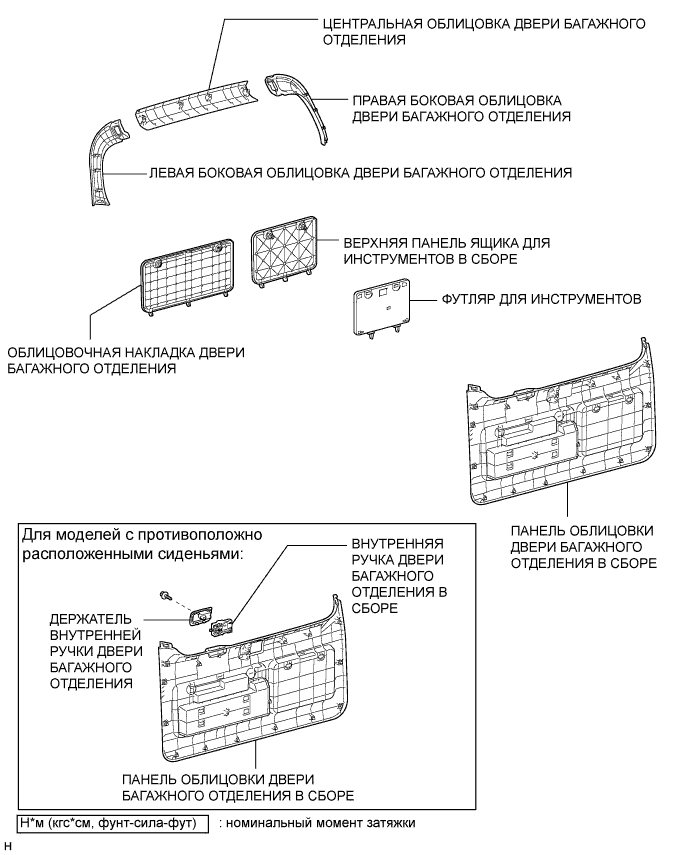 ЦЕНТРАЛЬНАЯ ОБЛИЦОВКА ДВЕРИ БАГАЖНОГО
ОТДЕЛЕНИЯ
ПРАВАЯ БОКОВАЯ ОБЛИЦОВКА
ДВЕРИ БАГАЖНОГО ОТДЕЛЕНИЯ
ЛЕВАЯ БОКОВАЯ ОБЛИЦОВКА ДВЕРИ БАГАЖНОГО ОТДЕЛЕНИЯ
ВЕРХНЯЯ ПАНЕЛЬ ЯЩИКА ДЛЯ
ИНСТРУМЕНТОВ В СБОРЕ
ФУТЛЯР ДЛЯ ИНСТРУМЕНТОВ
ОБЛИЦОВОЧНАЯ НАКЛАДКА ДВЕРИ
БАГАЖНОГО ОТДЕЛЕНИЯ
ПАНЕЛЬ ОБЛИЦОВКИ
ДВЕРИ БАГАЖНОГО
ОТДЕЛЕНИЯ В СБОРЕ
Для моделей с противоположно
расположенными сиденьями:
ВНУТРЕННЯЯ
РУЧКА ДВЕРИ
БАГАЖНОГО
ОТДЕЛЕНИЯ В
СБОРЕ
ДЕРЖАТЕЛЬ
ВНУТРЕННЕЙ
РУЧКИ ДВЕРИ
БАГАЖНОГО
ОТДЕЛЕНИЯ
ПАНЕЛЬ ОБЛИЦОВКИ ДВЕРИ
БАГАЖНОГО ОТДЕЛЕНИЯ В СБОРЕ
Н*м (кгс*см, фунт-сила-фут) : номинальный момент затяжки
Н